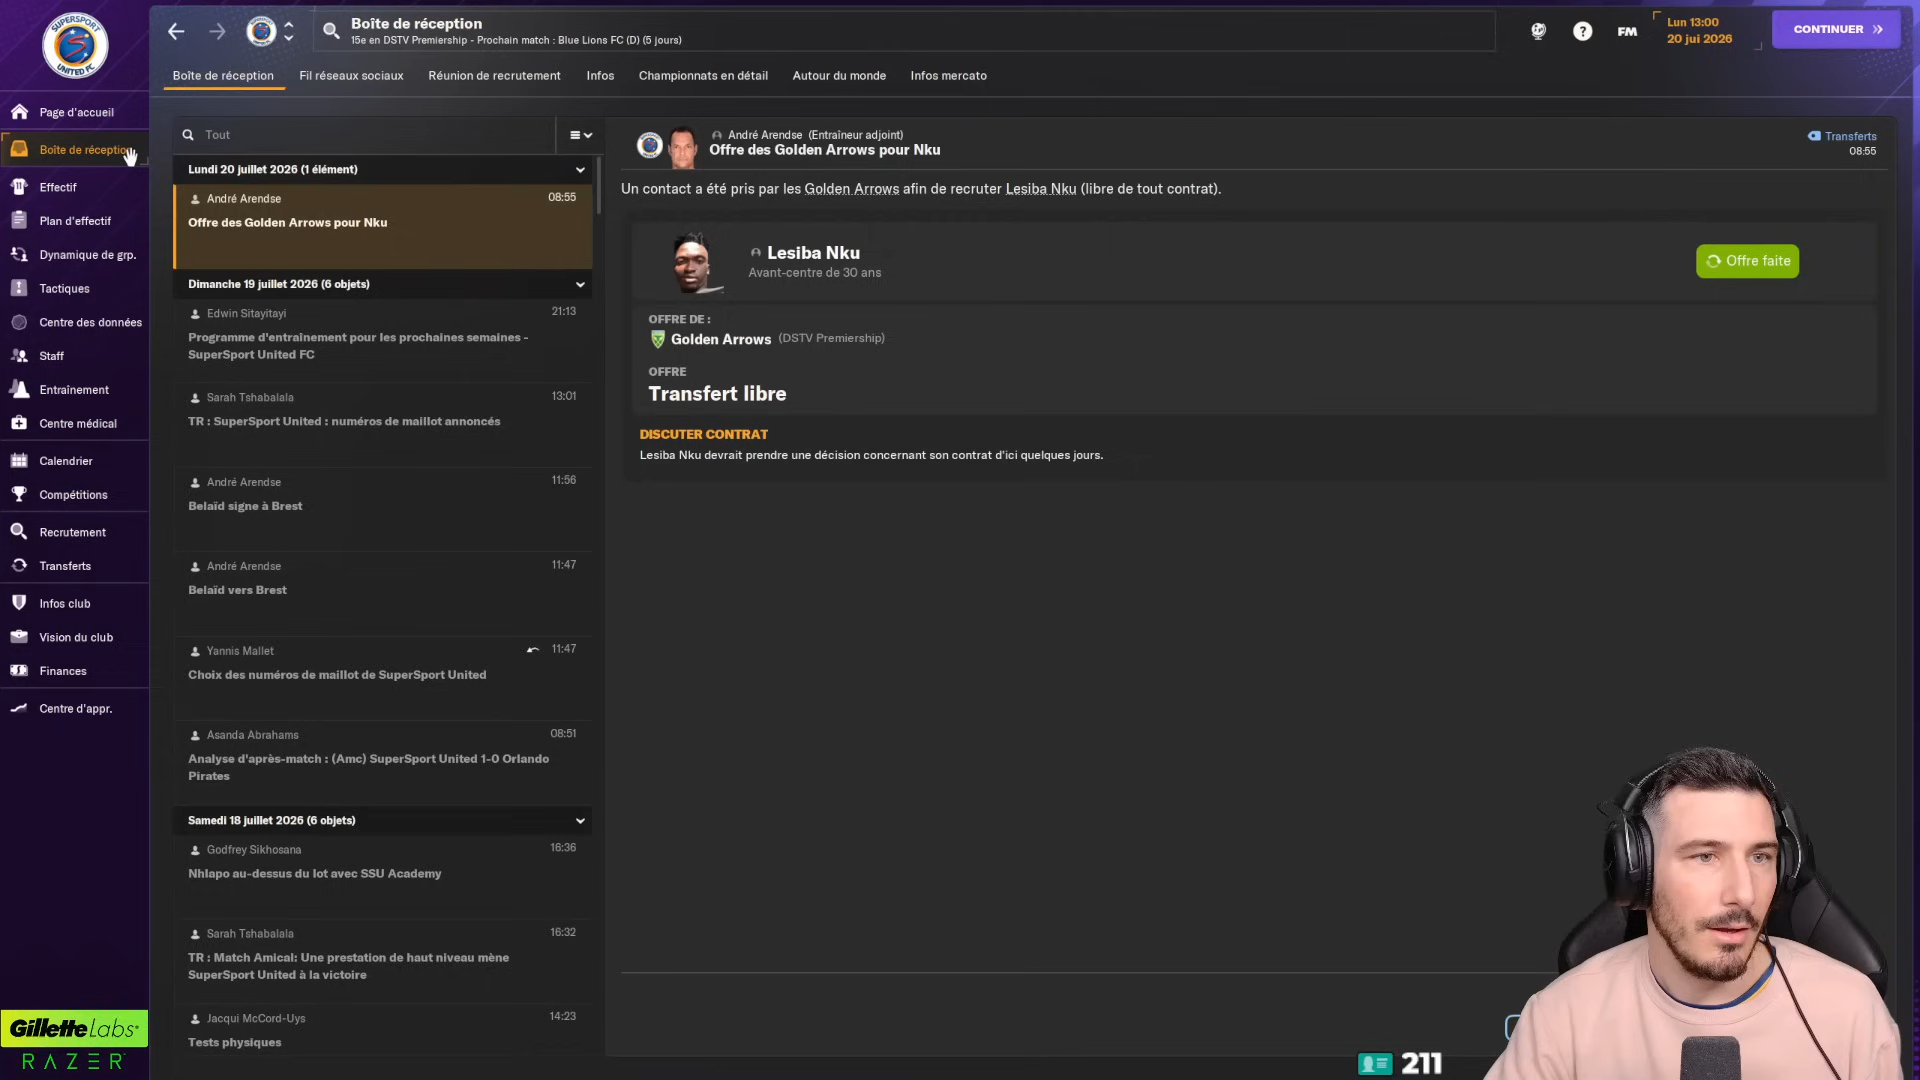 SUPERSPORT
UNITED FC
Boîte de réception
15e en DSTV Premiership - Prochain match : Blue Lions FC (D) (5 jours)
FM
Lun 13:00
20 jui 2026
CONTINUER
Boîte de réception
Fil réseaux sociaux
Réunion de recrutement
Infos
Championnats en détail
Autour du monde
Infos mercato
Page d'accueil
Boîte de réception
Effectif
Plan d'effectif
Dynamique de grp.
Tactiques
Centre des données
Staff
Entraînement
Centre médical
Calendrier
Compétitions
Recrutement
Transferts
Infos club
Vision du club
Finances
Centre d'appr.
GilletteLabs
RAZER
Tout
Lundi 20 juillet 2026 (1 élément)
André Arendse 08:55
Offre des Golden Arrows pour Nku
Dimanche 19 juillet 2026 (6 objets)
Edwin Sitayitayi 21:13
Programme d'entraînement pour les prochaines semaines -
SuperSport United FC
Sarah Tshabalala 13:01
TR : SuperSport United : numéros de maillot annoncés
André Arendse 11:56
Belaïd signe à Brest
André Arendse 11:47
Belaïd vers Brest
Yannis Mallet 11:47
Choix des numéros de maillot de SuperSport United
Asanda Abrahams 08:51
Analyse d'après-match : (Amc) SuperSport United 1-0 Orlando
Pirates
Samedi 18 juillet 2026 (6 objets)
Godfrey Sikhosana 16:36
Nhlapo au-dessus du lot avec SSU Academy
Sarah Tshabalala 16:32
TR : Match Amical: Une prestation de haut niveau mène
SuperSport United à la victoire
Jacqui McCord-Uys 14:23
Tests physiques
André Arendse (Entraîneur adjoint)
Offre des Golden Arrows pour Nku
Transferts
08:55
Un contact a été pris par les Golden Arrows afin de recruter Lesiba Nku (libre de tout contrat).
Lesiba Nku
Avant-centre de 30 ans
Offre faite
OFFRE DE :
Golden Arrows (DSTV Premiership)
OFFRE
Transfert libre
DISCUTER CONTRAT
Lesiba Nku devrait prendre une décision concernant son contrat d'ici quelques jours.
211